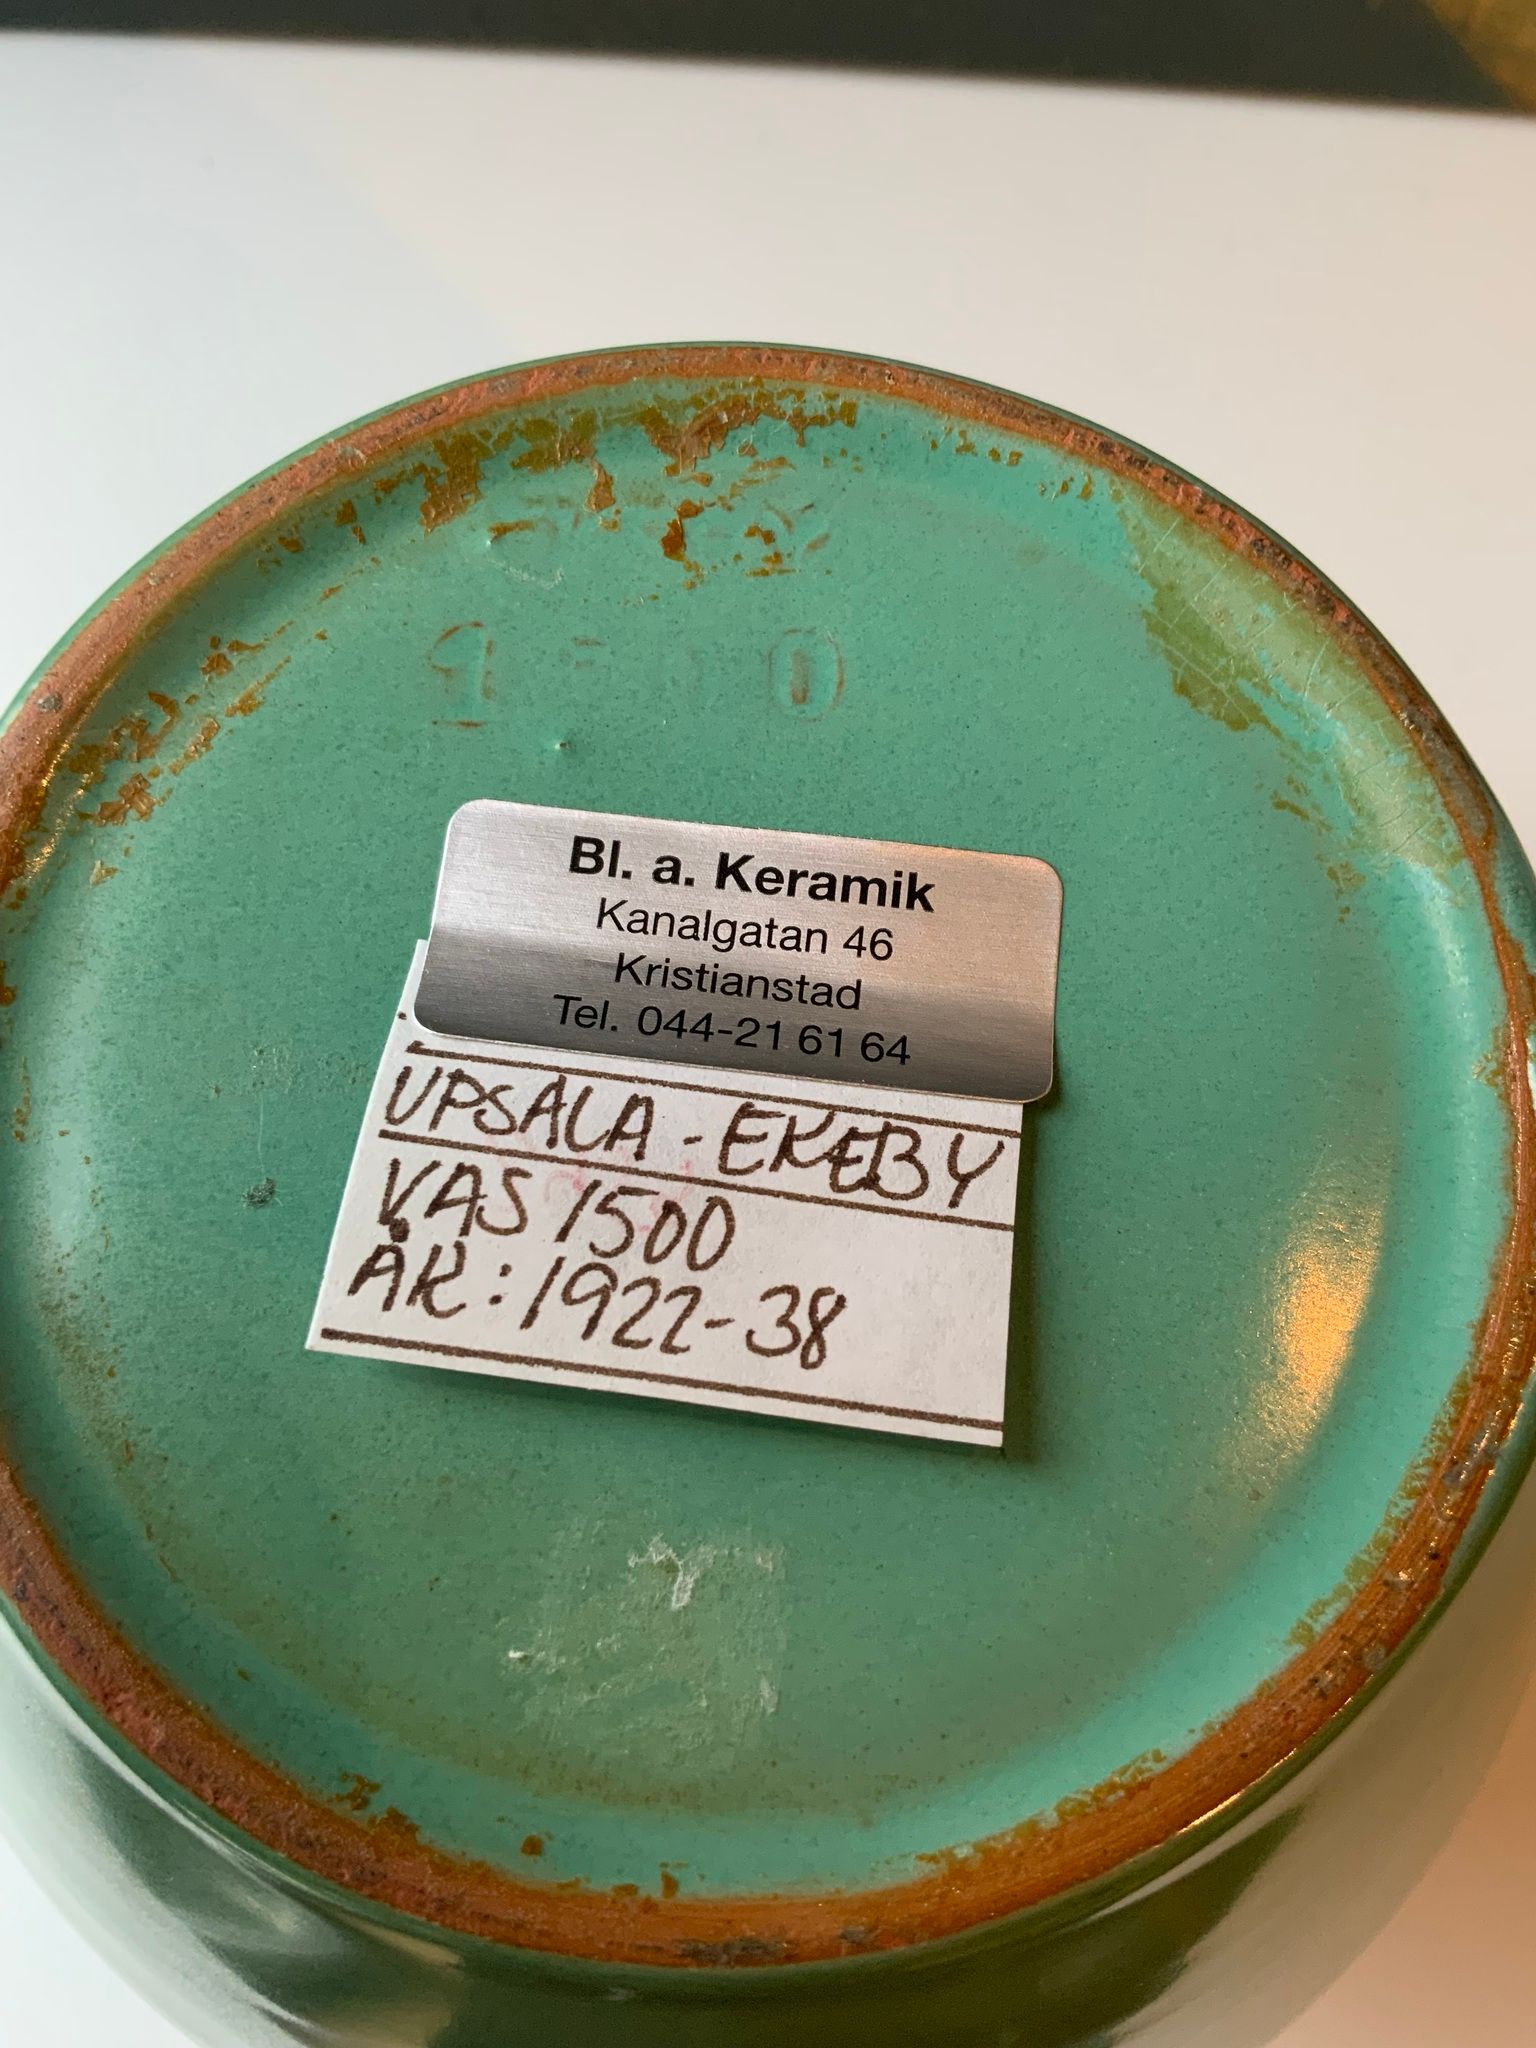 Bl. a. Keramik
Kanalgatan 46
Kristianstad
Tel. 044-21 61 64
UPSALA-EKEBY
VAS 1500
ÅR: 1922-38